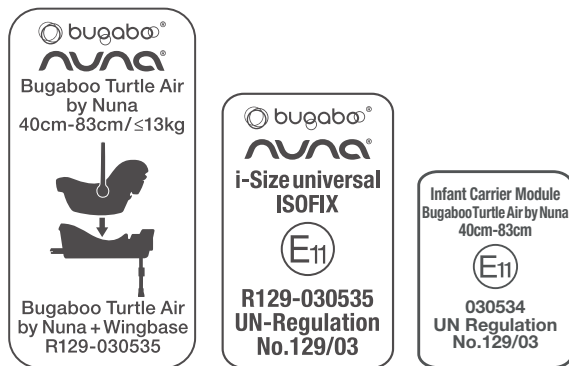 bugaboo®
nuna®
Bugaboo Turtle Air
by Nuna
40cm-83cm/≤13kg
Bugaboo Turtle Air
by Nuna + Wingbase
R129-030535
bugaboo®
nuna®
i-Size universal
ISOFIX
E11
R129-030535
UN-Regulation
No.129/03
Infant Carrier Module
Bugaboo Turtle Air by Nuna
40cm-83cm
E11
030534
UN Regulation
No.129/03